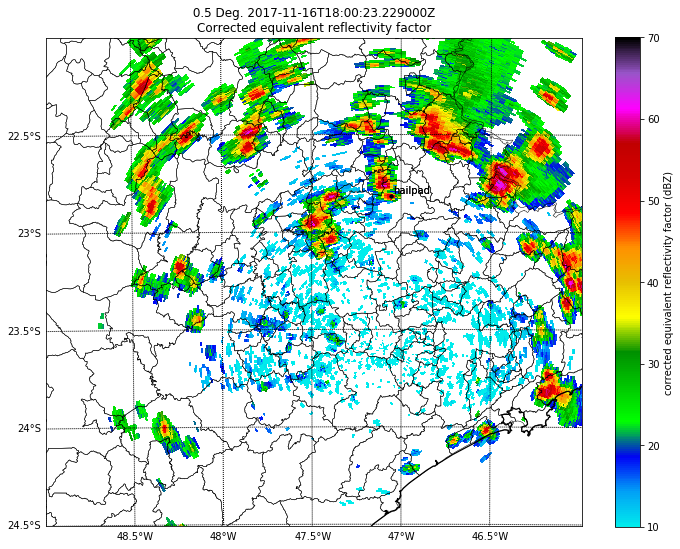 0.5 Deg. 2017-11-16T18:00:23.229000Z
Corrected equivalent reflectivity factor
22.5°S
23°S
23.5°S
24°S
24.5°S
48.5°W
48°W
47.5°W
47°W
46.5°W
hailpad
70
60
50
40
30
20
10
corrected equivalent reflectivity factor (dBZ)